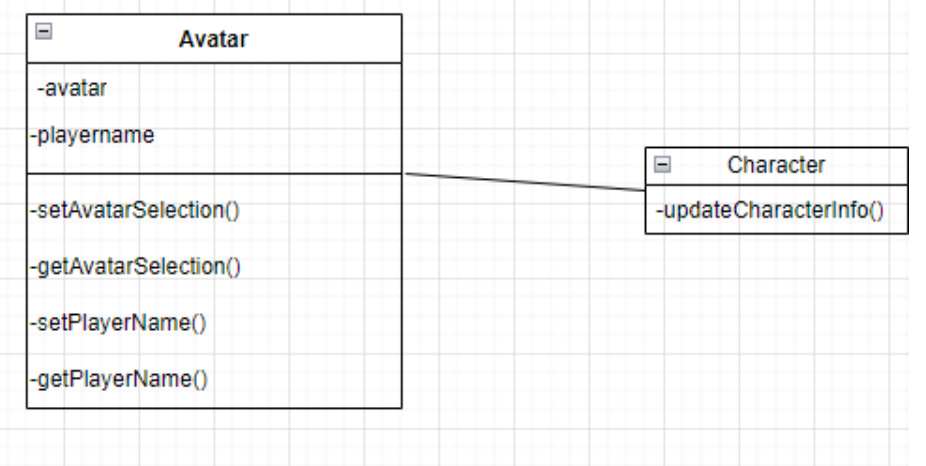 Avatar
-avatar
-playername
-setAvatarSelection()
-getAvatarSelection()
-setPlayerName()
-getPlayerName()
Character
-updateCharacterInfo()